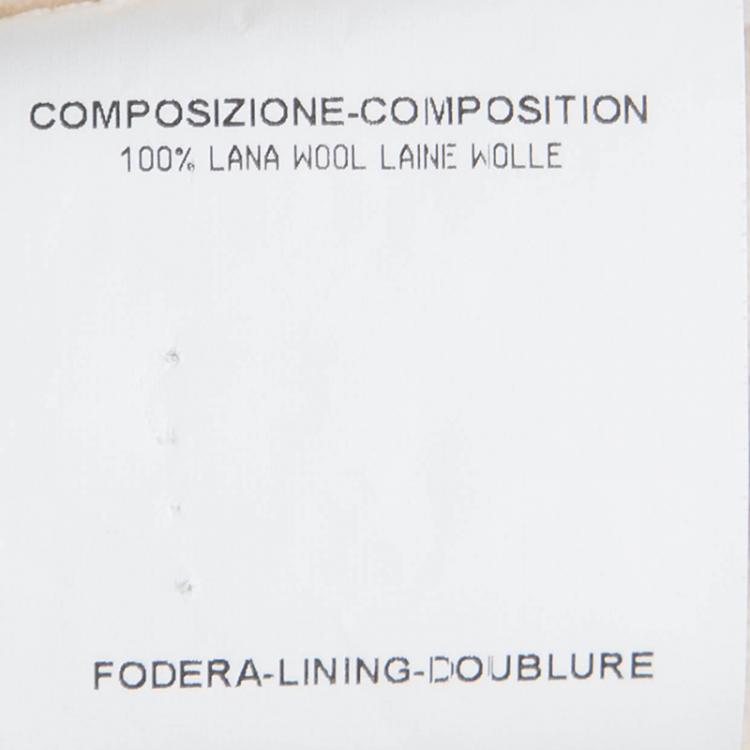 COMPOSIZIONE-COMPOSITION
100% LANA WOOL LAINE WOLLE
FODERA-LINING-DOUBLURE